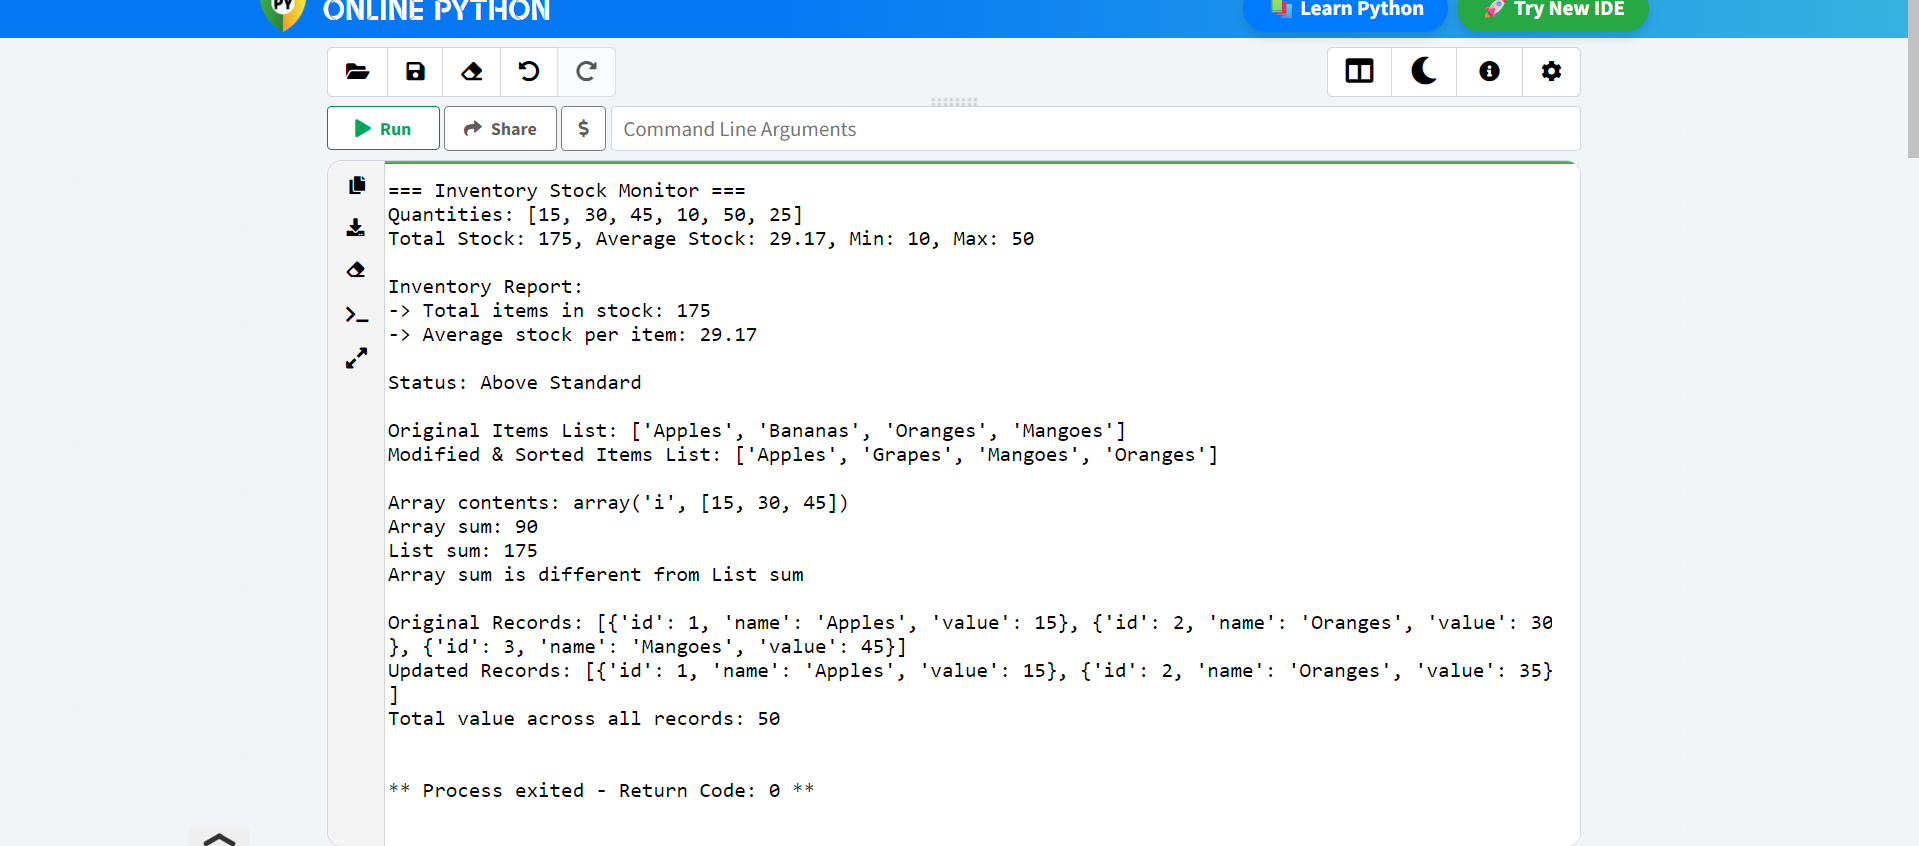 PY ONLINE PYTHON
Learn Python
Try New IDE
Run
Share
$
Command Line Arguments
=== Inventory Stock Monitor ===
Quantities: [15, 30, 45, 10, 50, 25]
Total Stock: 175, Average Stock: 29.17, Min: 10, Max: 50
Inventory Report:
-> Total items in stock: 175
-> Average stock per item: 29.17
Status: Above Standard
Original Items List: ['Apples', 'Bananas', 'Oranges', 'Mangoes']
Modified & Sorted Items List: ['Apples', 'Grapes', 'Mangoes', 'Oranges']
Array contents: array('i', [15, 30, 45])
Array sum: 90
List sum: 175
Array sum is different from List sum
Original Records: [{'id': 1, 'name': 'Apples', 'value': 15}, {'id': 2, 'name': 'Oranges', 'value': 30
}, {'id': 3, 'name': 'Mangoes', 'value': 45}]
Updated Records: [{'id': 1, 'name': 'Apples', 'value': 15}, {'id': 2, 'name': 'Oranges', 'value': 35}
]
Total value across all records: 50
** Process exited - Return Code: 0 **